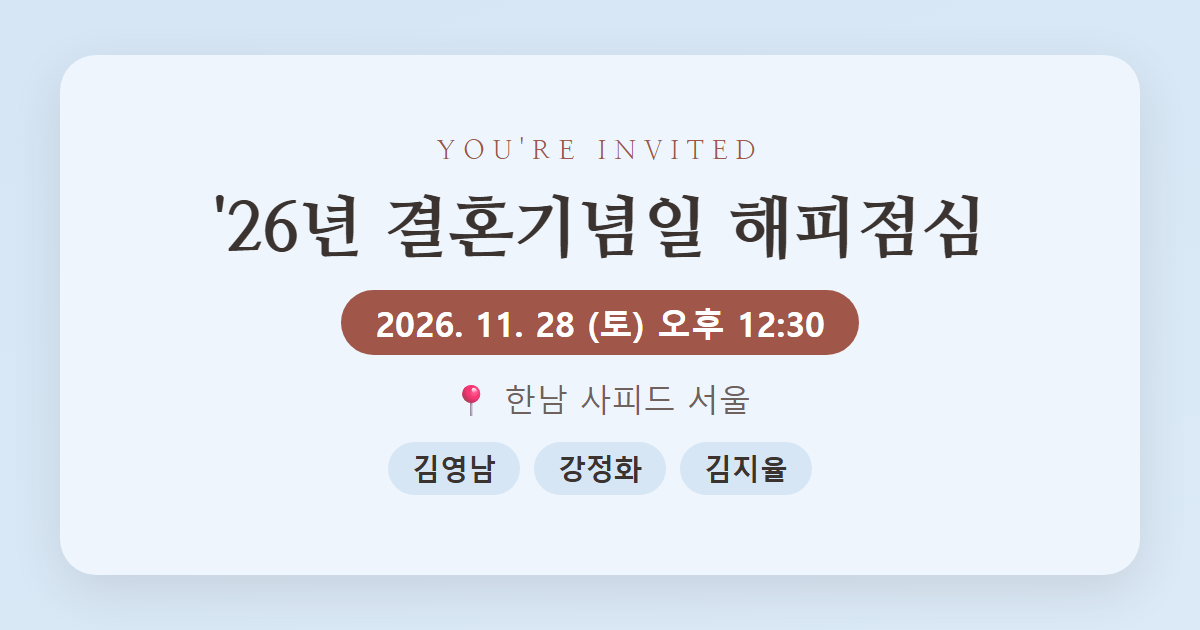 YOU'RE INVITED
'26년 결혼기념일 해피점심
2026. 11. 28 (토) 오후 12:30
📍 한남 사피드 서울
김영남 강정화 김지율